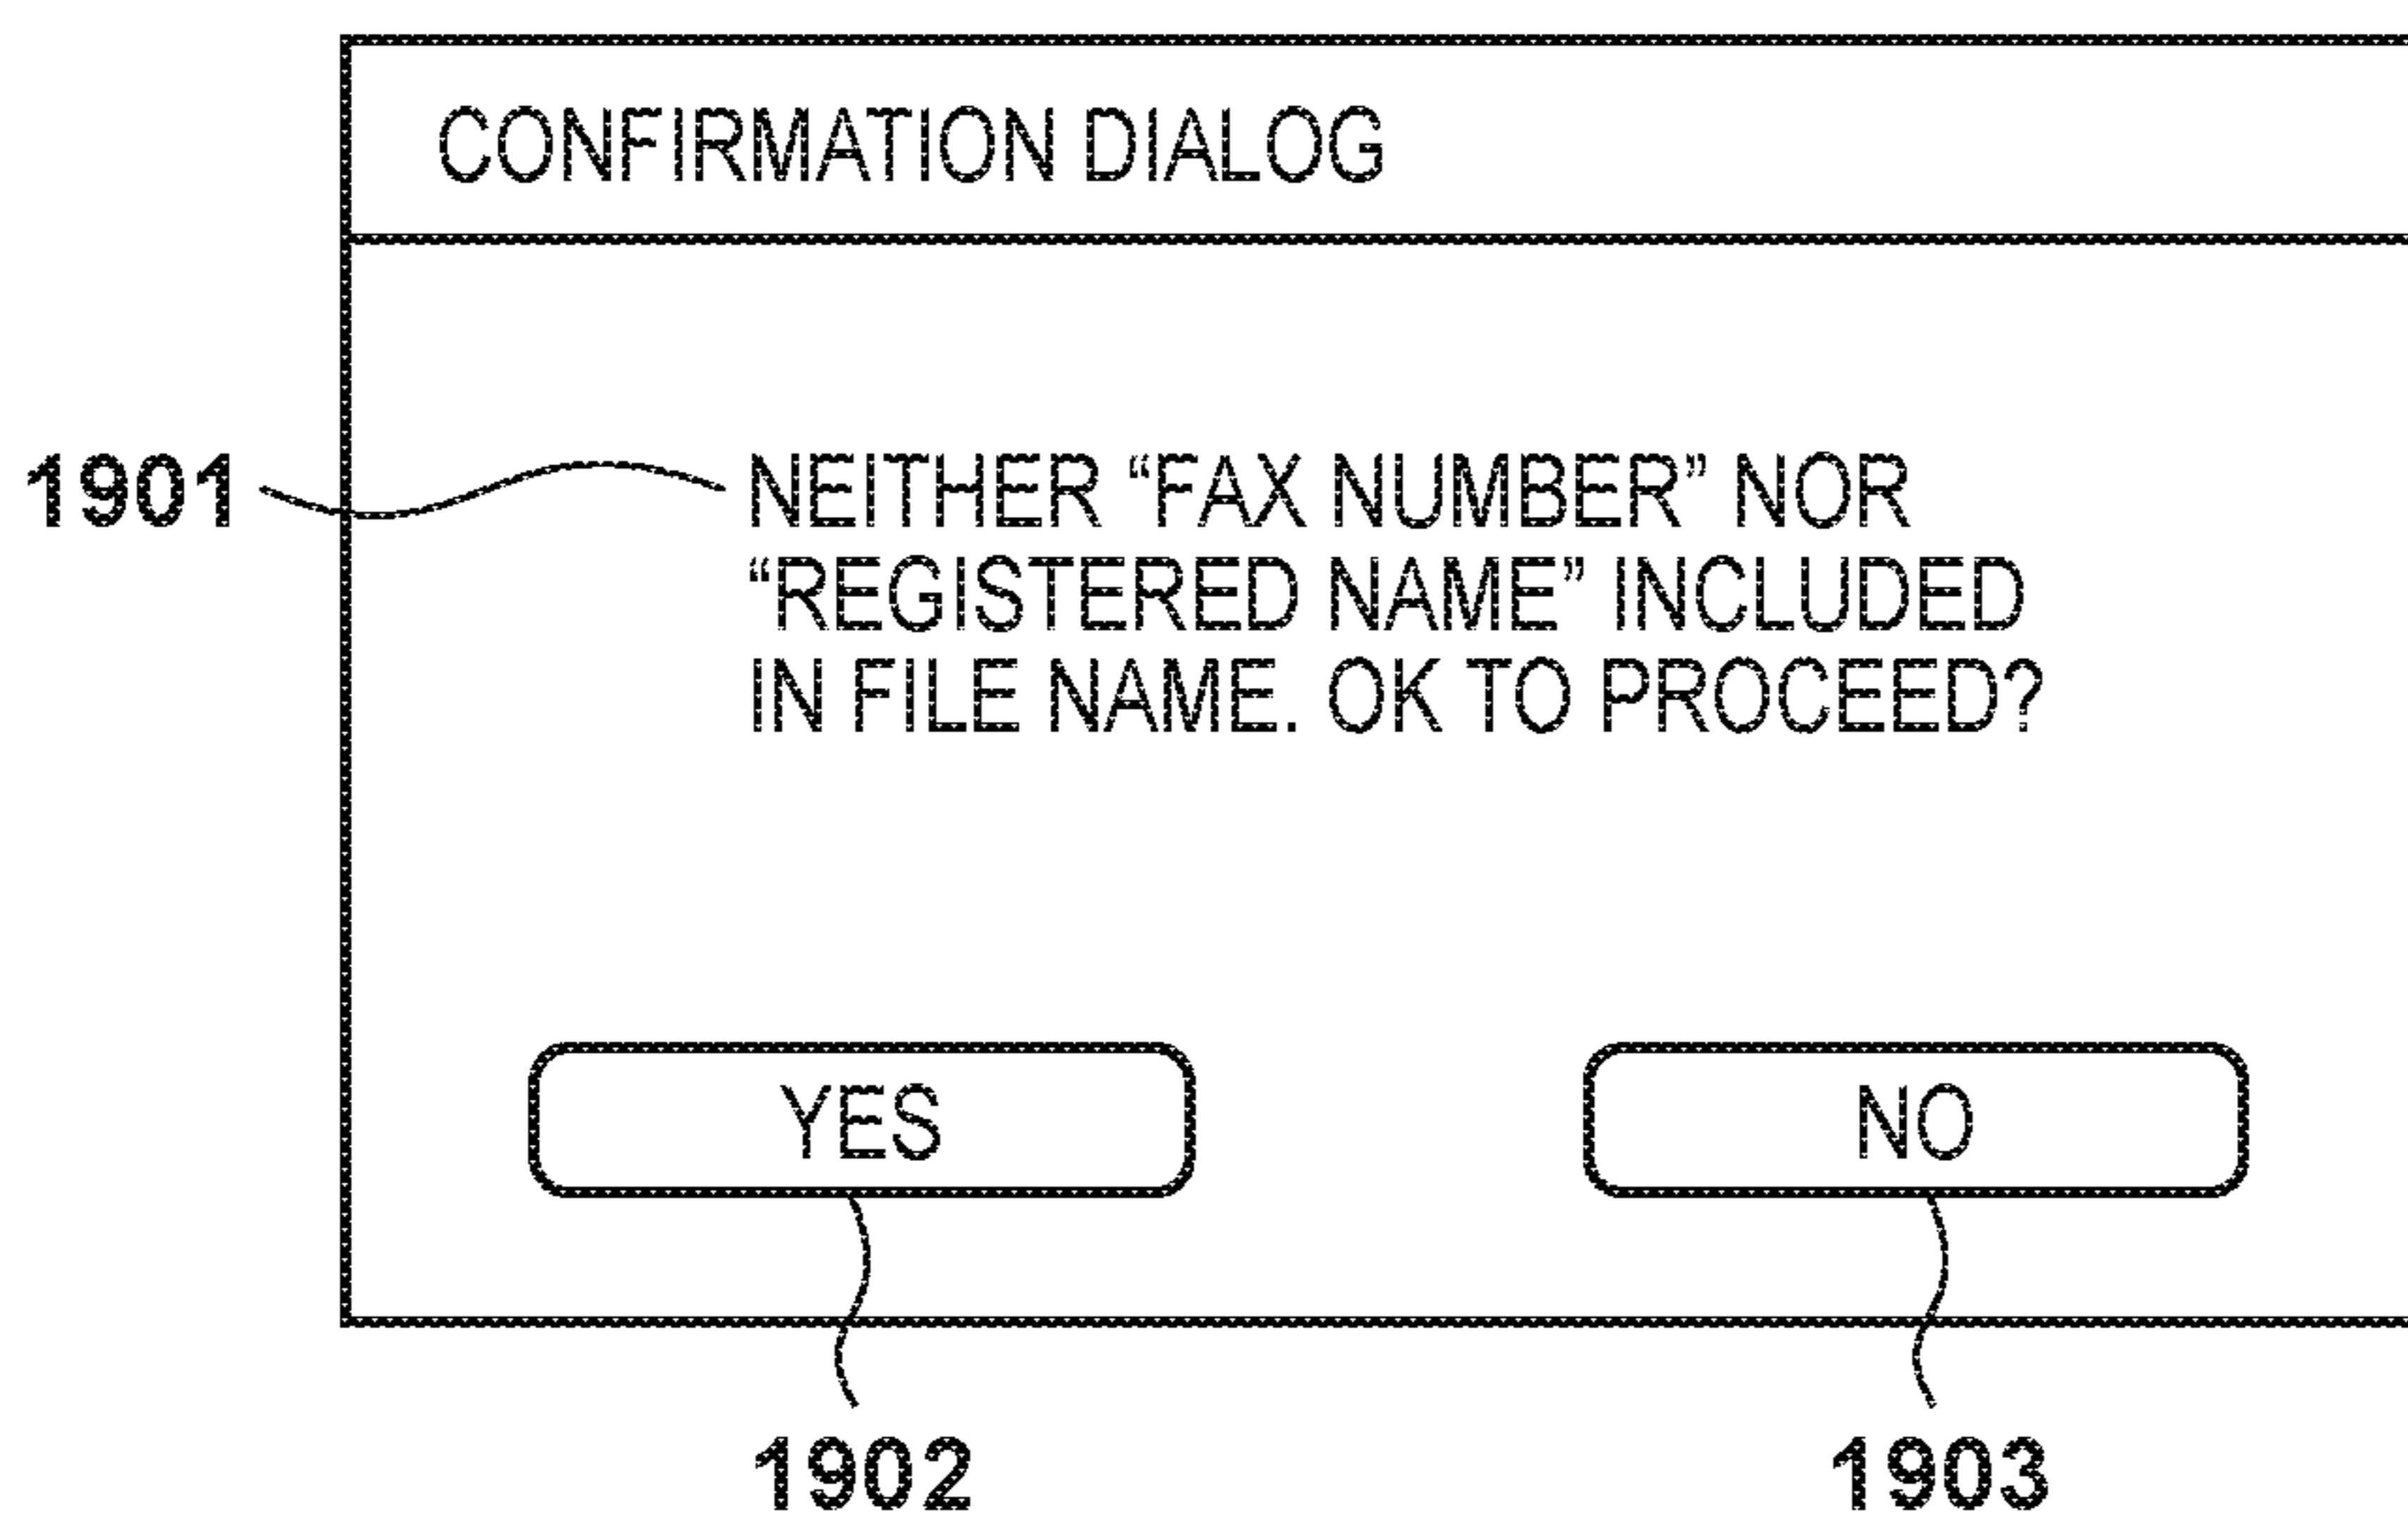 CONFIRMATION DIALOG
1901
NEITHER “FAX NUMBER” NOR
“REGISTERED NAME” INCLUDED
IN FILE NAME. OK TO PROCEED?
YES
NO
1902
1903